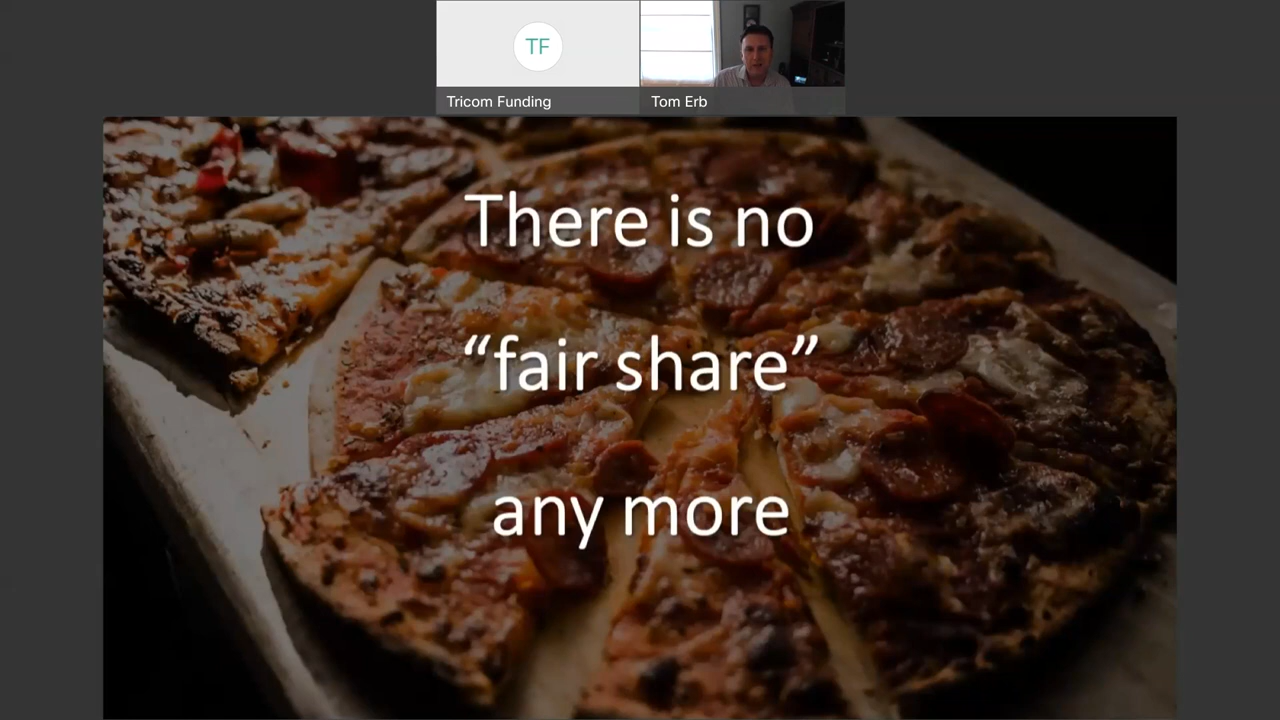 TF
Tricom Funding
Tom Erb
There is no
“fair share”
any more